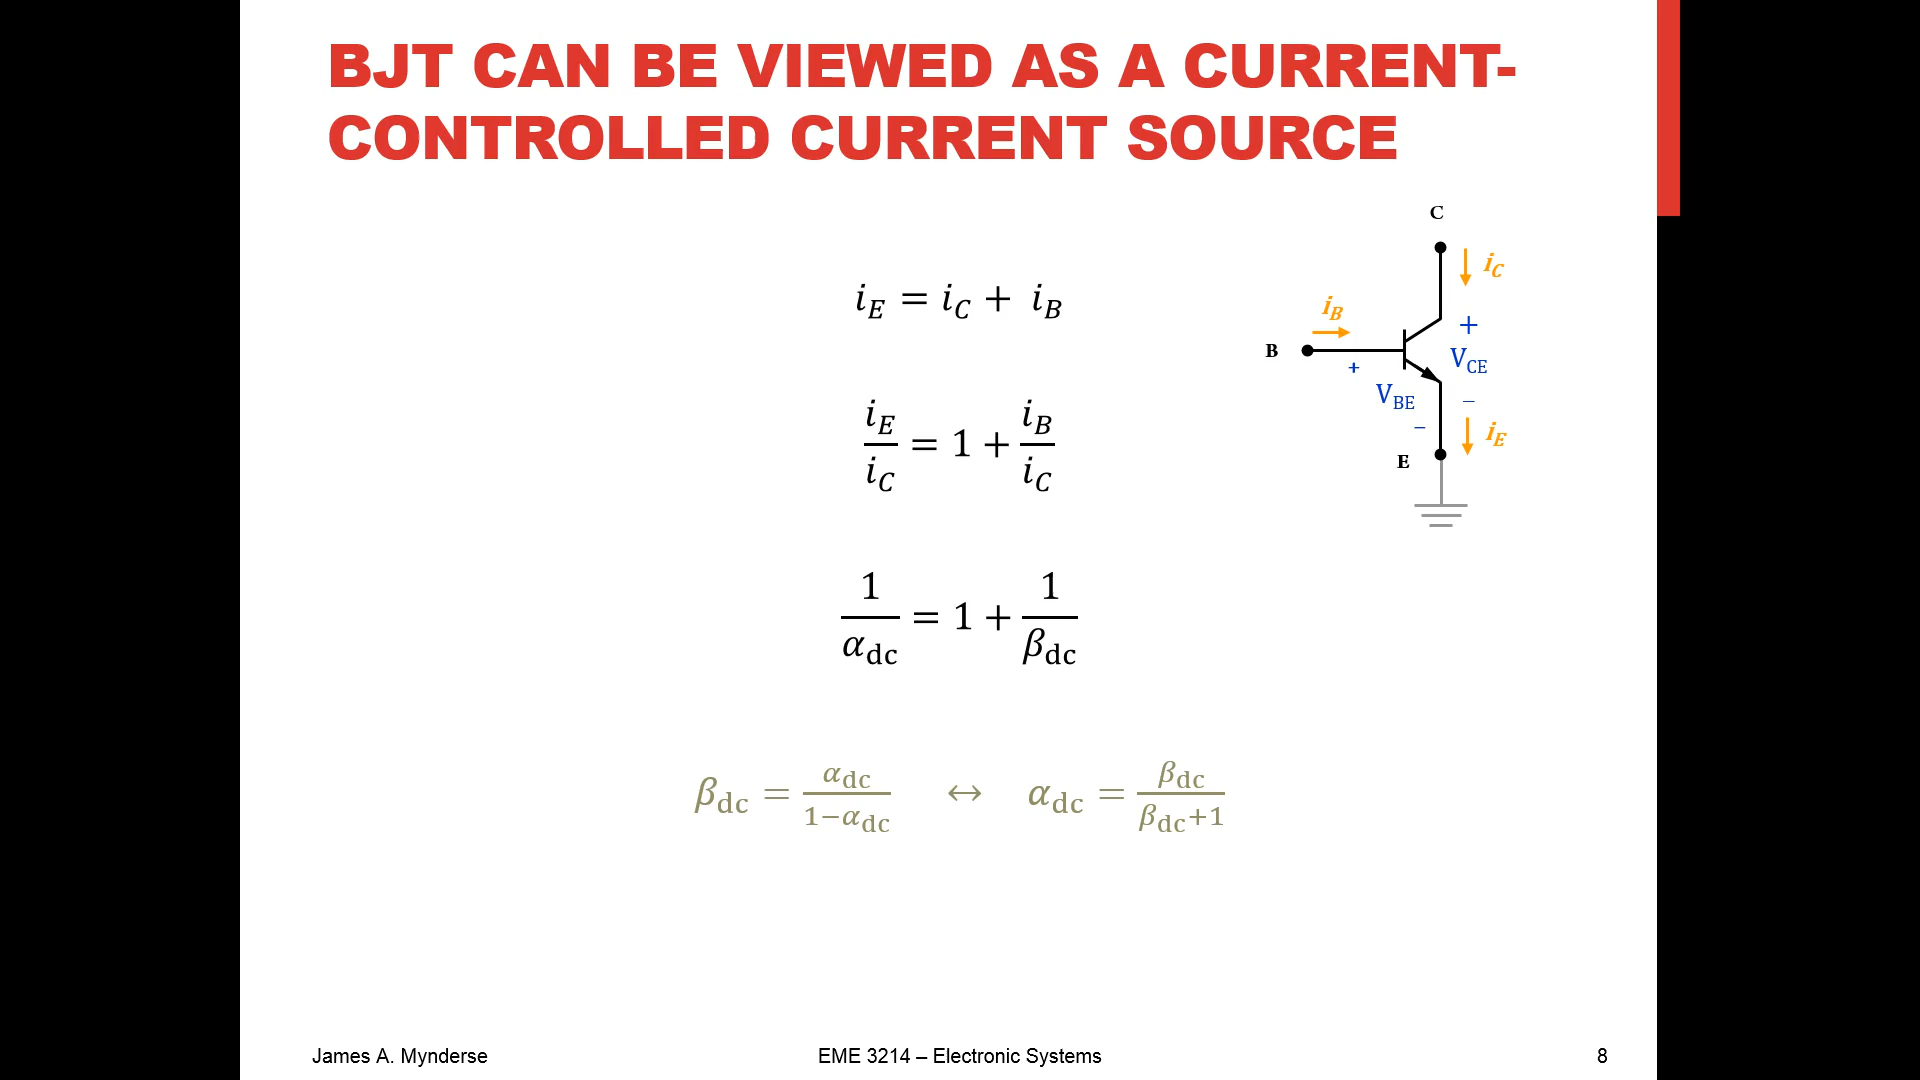 BJT CAN BE VIEWED AS A CURRENT-
CONTROLLED CURRENT SOURCE
C
i_C
i_E = i_C + i_B
i_B
+
B
V_CE
+
V_BE
–
–
i_E
E
i_E/i_C = 1 + i_B/i_C
1/α_dc = 1 + 1/β_dc
β_dc = α_dc/(1−α_dc) ↔ α_dc = β_dc/(β_dc+1)
James A. Mynderse
EME 3214 – Electronic Systems
8